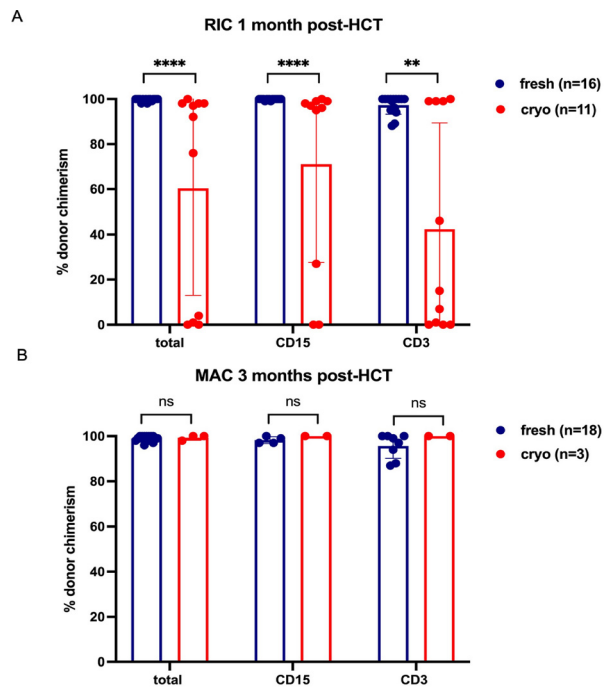 A
RIC 1 month post-HCT
**** **** **
fresh (n=16)
cryo (n=11)
% donor chimerism
100
80
60
40
20
0
total CD15 CD3
B
MAC 3 months post-HCT
ns ns ns
fresh (n=18)
cryo (n=3)
% donor chimerism
100
80
60
40
20
0
total CD15 CD3